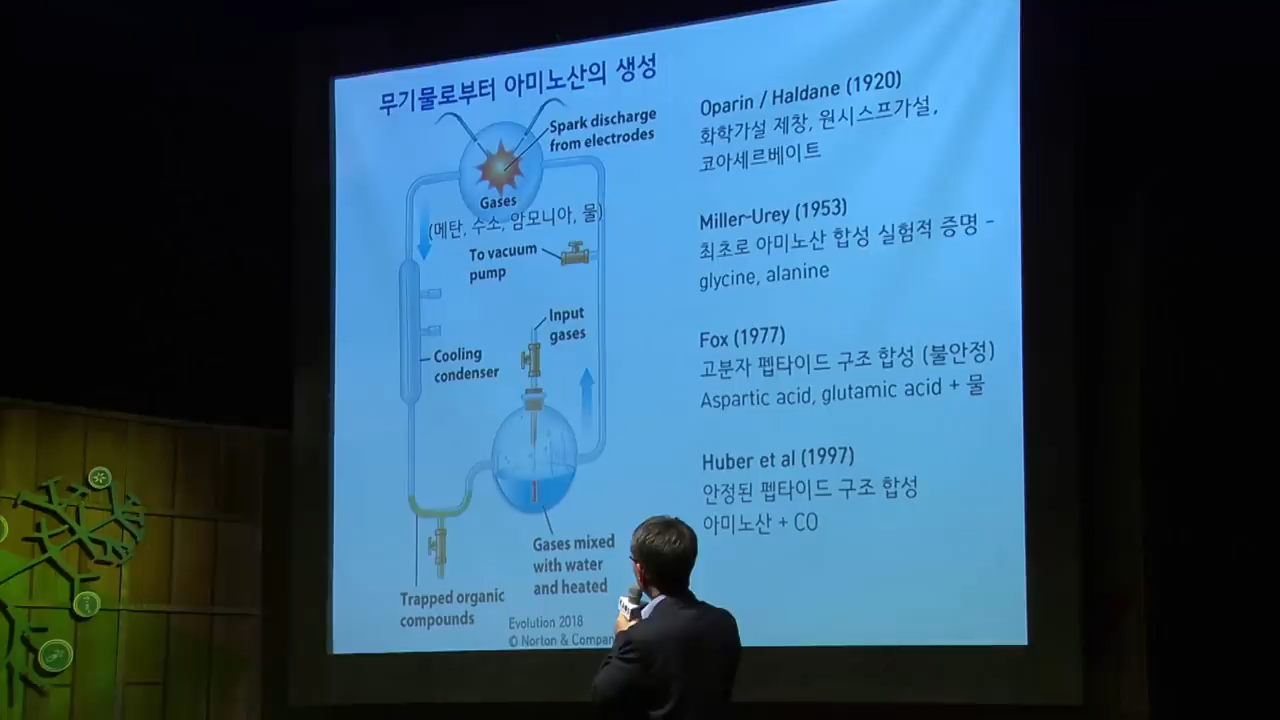 무기물로부터 아미노산의 생성
Spark discharge
from electrodes
Gases
(메탄, 수소, 암모니아, 물)
To vacuum
pump
Input
gases
Cooling
condenser
Gases mixed
with water
and heated
Trapped organic
compounds
Evolution 2018
© Norton & Compan
Oparin / Haldane (1920)
화학가설 제창, 원시스프가설,
코아세르베이트
Miller-Urey (1953)
최초로 아미노산 합성 실험적 증명 -
glycine, alanine
Fox (1977)
고분자 펩타이드 구조 합성 (불안정)
Aspartic acid, glutamic acid + 물
Huber et al (1997)
안정된 펩타이드 구조 합성
아미노산 + CO